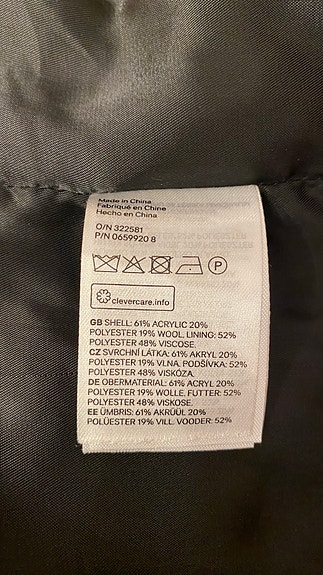 Made in China
Fabriqué en Chine
Hecho en China
O/N 322581
P/N 0659920 8
P
clevercare.info
GB SHELL: 61% ACRYLIC 20%
POLYESTER 19% WOOL. LINING: 52%
POLYESTER 48% VISCOSE.
CZ SVRCHNÍ LÁTKA: 61% AKRYL 20%
POLYESTER 19% VLNA. PODŠÍVKA: 52%
POLYESTER 48% VISKÓZA.
DE OBERMATERIAL: 61% ACRYL 20%
POLYESTER 19% WOLLE. FUTTER: 52%
POLYESTER 48% VISKOSE.
EE ÜMBRIS: 61% AKRÜÜL 20%
POLÜESTER 19% VILL. VOODER: 52%